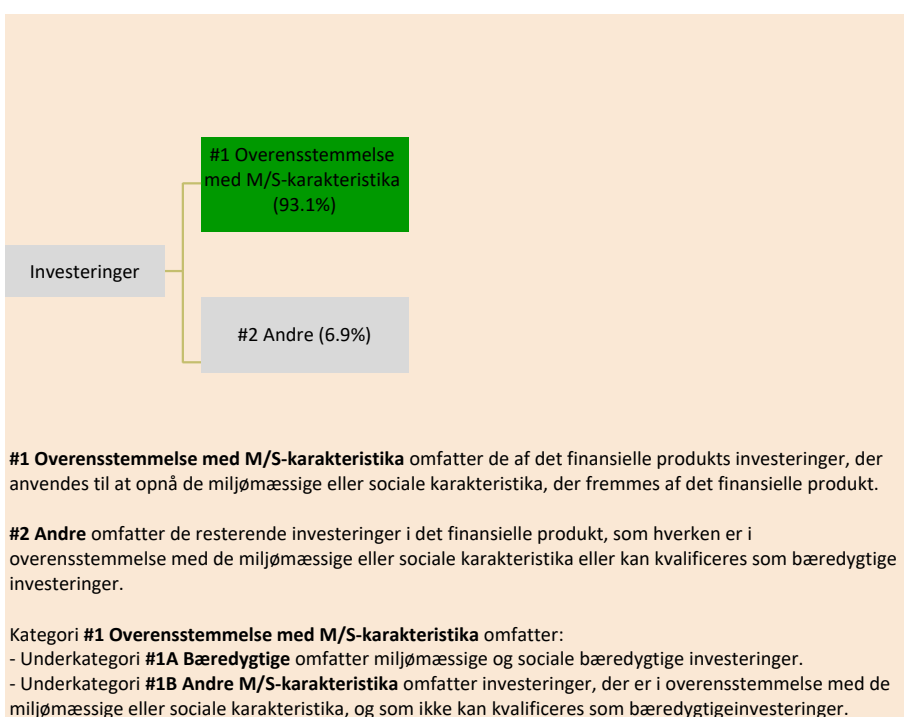 #1 Overensstemmelse
med M/S-karakteristika
(93.1%)
Investeringer
#2 Andre (6.9%)
#1 Overensstemmelse med M/S-karakteristika omfatter de af det finansielle produkts investeringer, der
anvendes til at opnå de miljømæssige eller sociale karakteristika, der fremmes af det finansielle produkt.
#2 Andre omfatter de resterende investeringer i det finansielle produkt, som hverken er i
overensstemmelse med de miljømæssige eller sociale karakteristika eller kan kvalificeres som bæredygtige
investeringer.
Kategori #1 Overensstemmelse med M/S-karakteristika omfatter:
- Underkategori #1A Bæredygtige omfatter miljømæssige og sociale bæredygtige investeringer.
- Underkategori #1B Andre M/S-karakteristika omfatter investeringer, der er i overensstemmelse med de
miljømæssige eller sociale karakteristika, og som ikke kan kvalificeres som bæredygtigeinvesteringer.